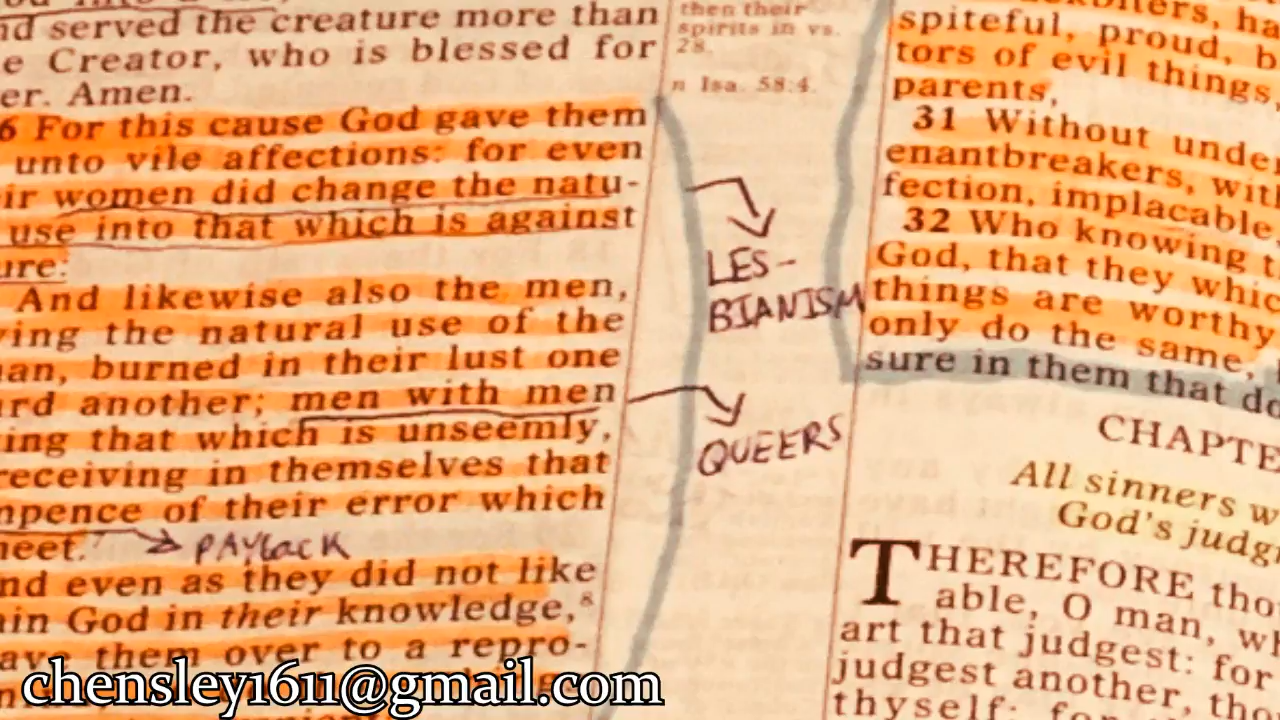 nd served the creature more than
e Creator, who is blessed for
er. Amen.
6 For this cause God gave them
unto vile affections: for even
ir women did change the natu-
use into that which is against
ure:
And likewise also the men,
ving the natural use of the
an, burned in their lust one
rd another; men with men
ing that which is unseemly,
receiving in themselves that
mpence of their error which
meet.
PAYbacK
nd even as they did not like
ain God in their knowledge,⁸
ave them over to a repro-
then their
spirits in vs.
28.
n Isa. 58:4.
LES-
BIANISM
QUEERS
spiteful, proud, b
tors of evil things,
parents,
31 Without unde
enantbreakers, with
fection, implacable,
32 Who knowing t
God, that they whic
things are worthy
only do the same,
sure in them that do
CHAPTE
All sinners w
God's judg
THEREFORE tho
able, O man, wh
art that judgest: for
judgest another, tho
thyself; for
chensley1611@gmail.com